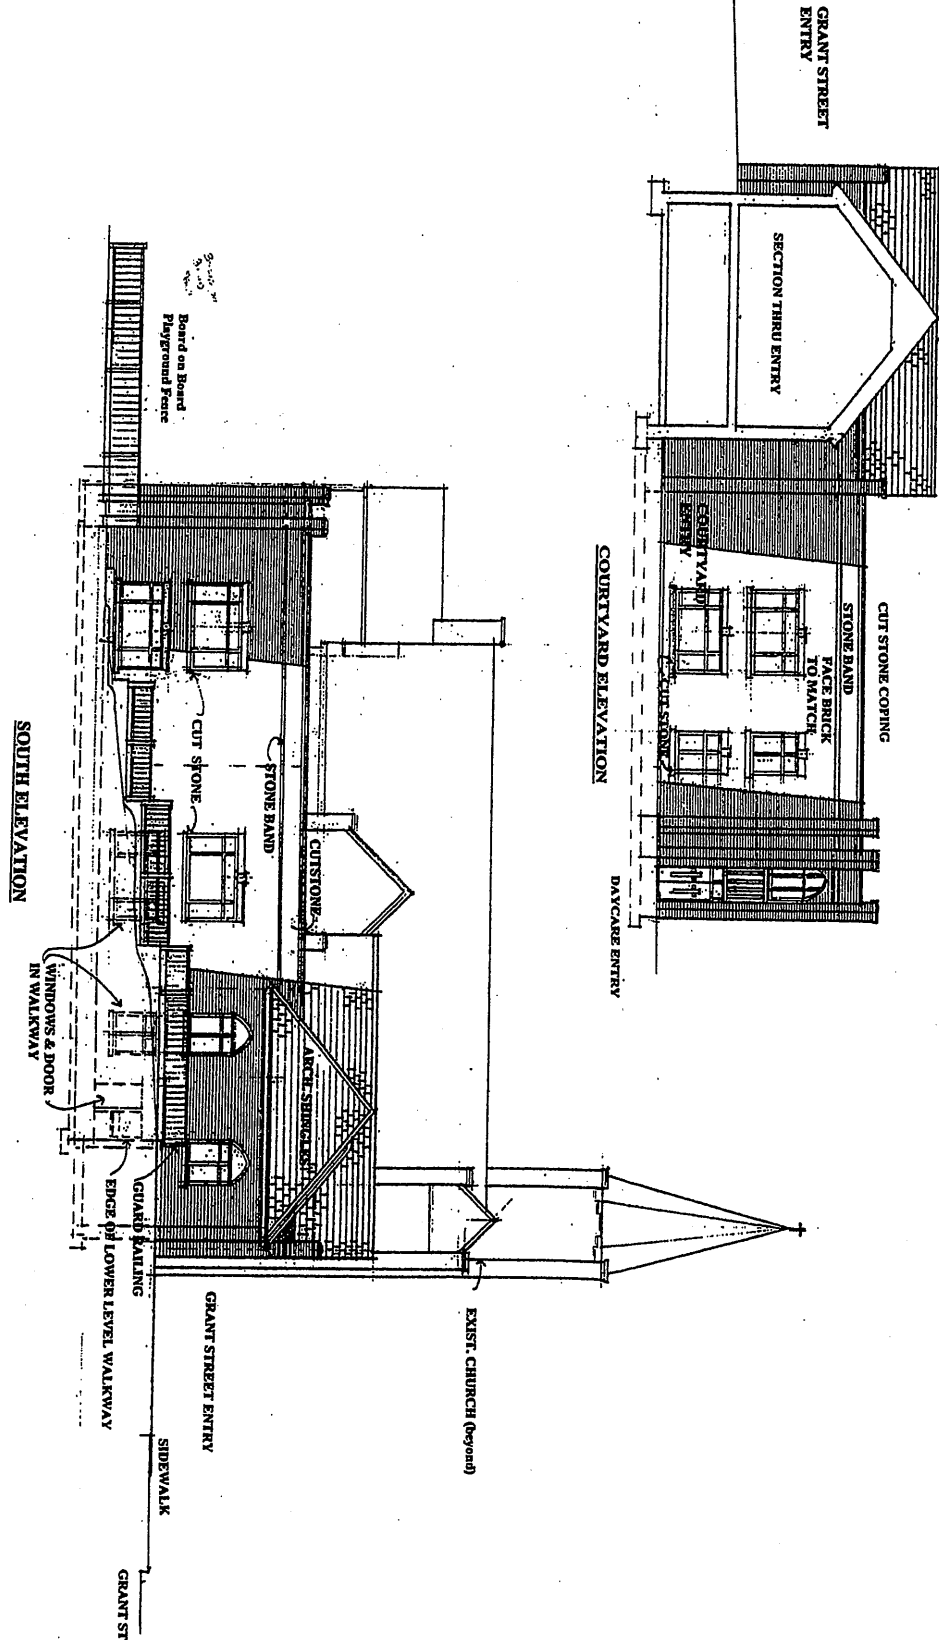 GRANT STREET
ENTRY
SECTION THRU ENTRY
COURTYARD
ENTRY
CUT STONE COPING
STONE BAND
FACE BRICK
TO MATCH
CUT STONE
DAYCARE ENTRY
COURTYARD ELEVATION
Board on Board
Playground Fence
CUT STONE
STONE BAND
CUTSTONE
ARCH SHINGLES
WINDOWS & DOOR
IN WALKWAY
EXIST. CHURCH (beyond)
GRANT STREET ENTRY
GUARD RAILING
EDGE OF LOWER LEVEL WALKWAY
SIDEWALK
GRANT ST
SOUTH ELEVATION